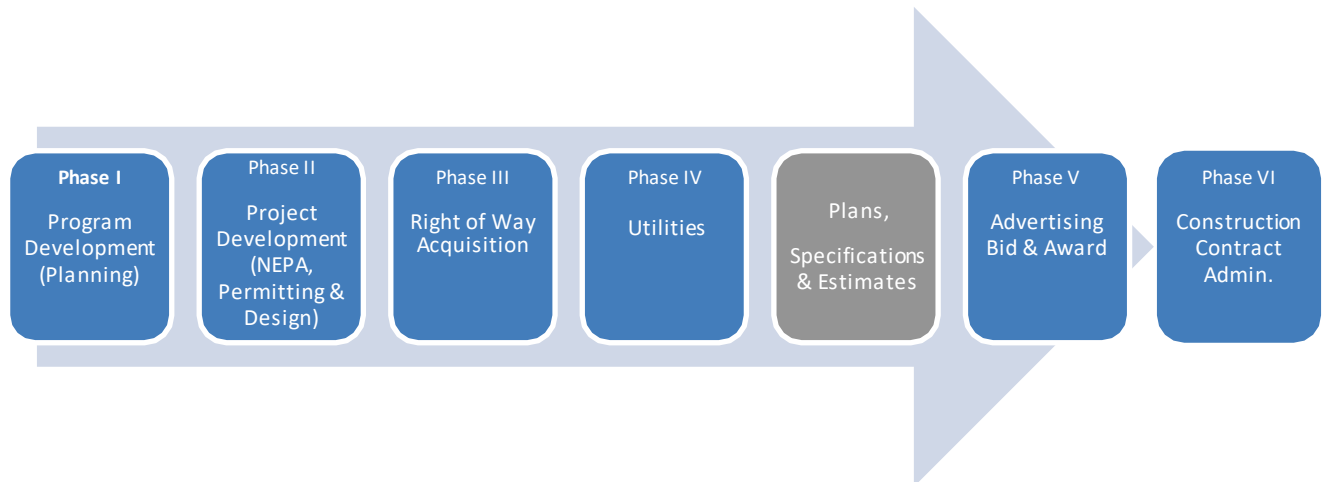 Phase I
Program
Development
(Planning)
Phase II
Project
Development
(NEPA,
Permitting &
Design)
Phase III
Right of Way
Acquisition
Phase IV
Utilities
Plans,
Specifications
& Estimates
Phase V
Advertising
Bid & Award
Phase VI
Construction
Contract
Admin.